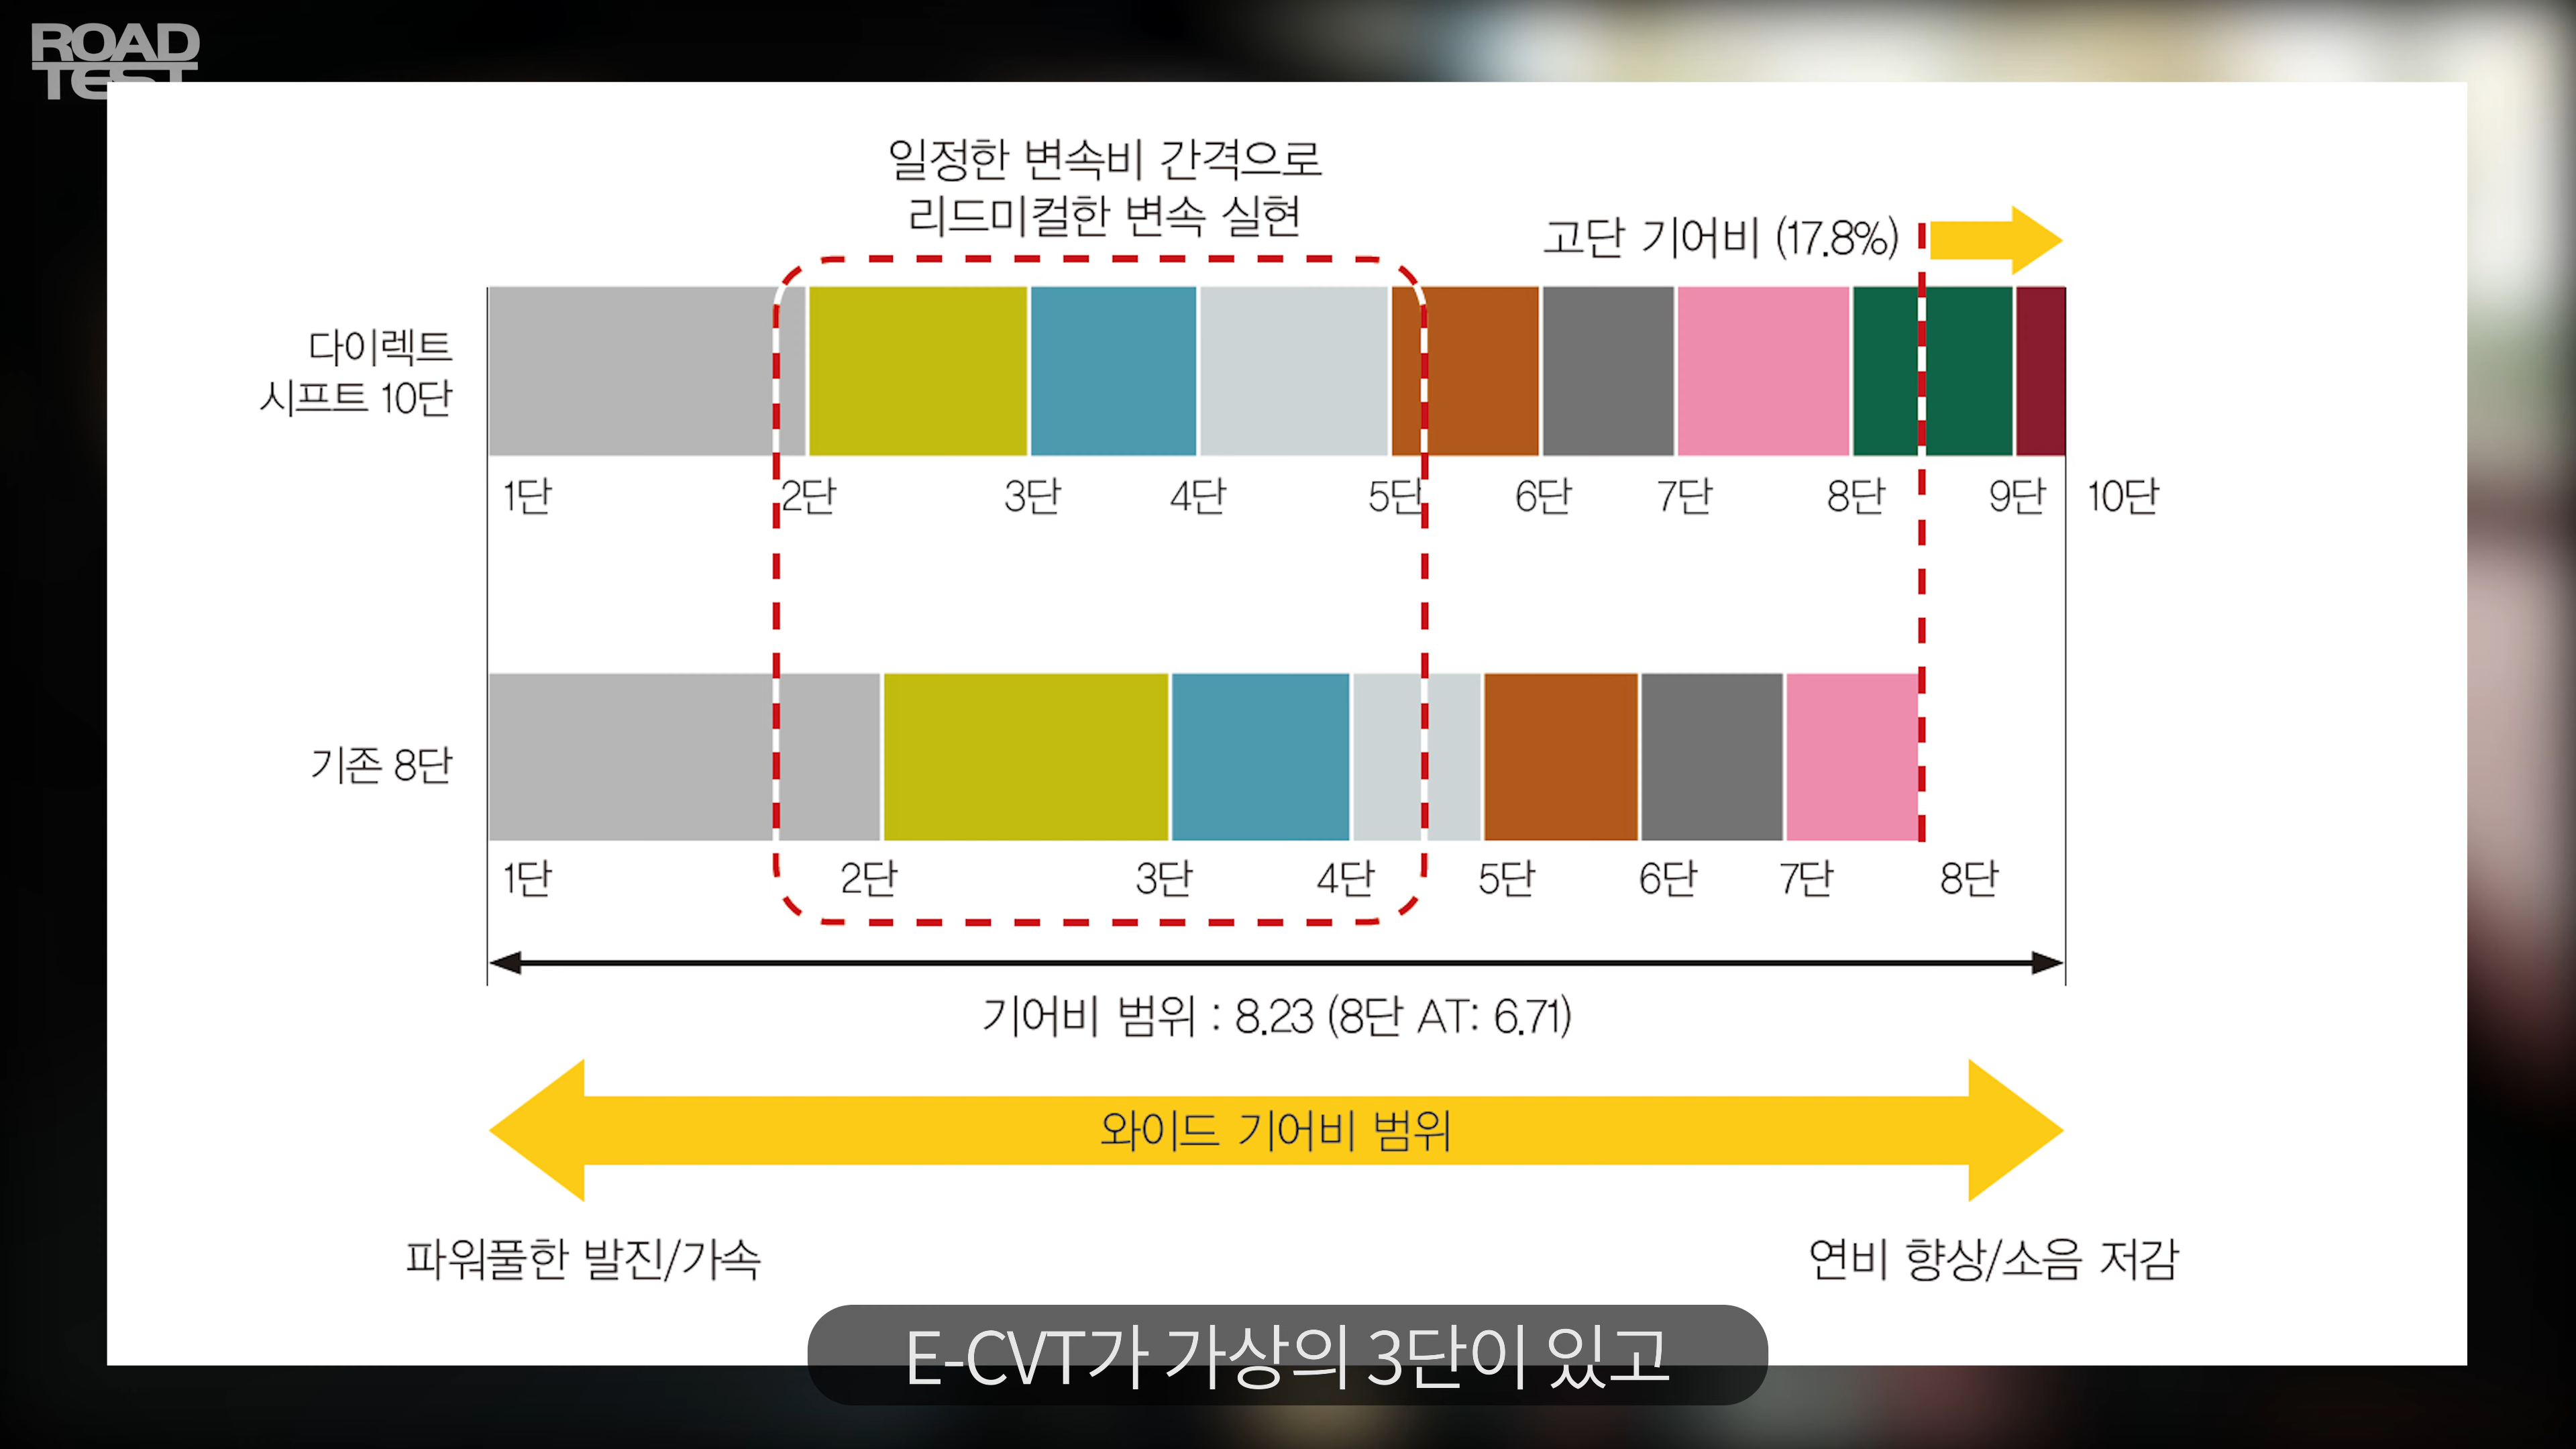 ROAD
TEST
일정한 변속비 간격으로
리드미컬한 변속 실현
고단 기어비 (17.8%)
다이렉트
시프트 10단
1단 2단 3단 4단 5단 6단 7단 8단 9단 10단
기존 8단
1단 2단 3단 4단 5단 6단 7단 8단
기어비 범위 : 8.23 (8단 AT: 6.71)
와이드 기어비 범위
파워풀한 발진/가속
연비 향상/소음 저감
E-CVT가 가상의 3단이 있고